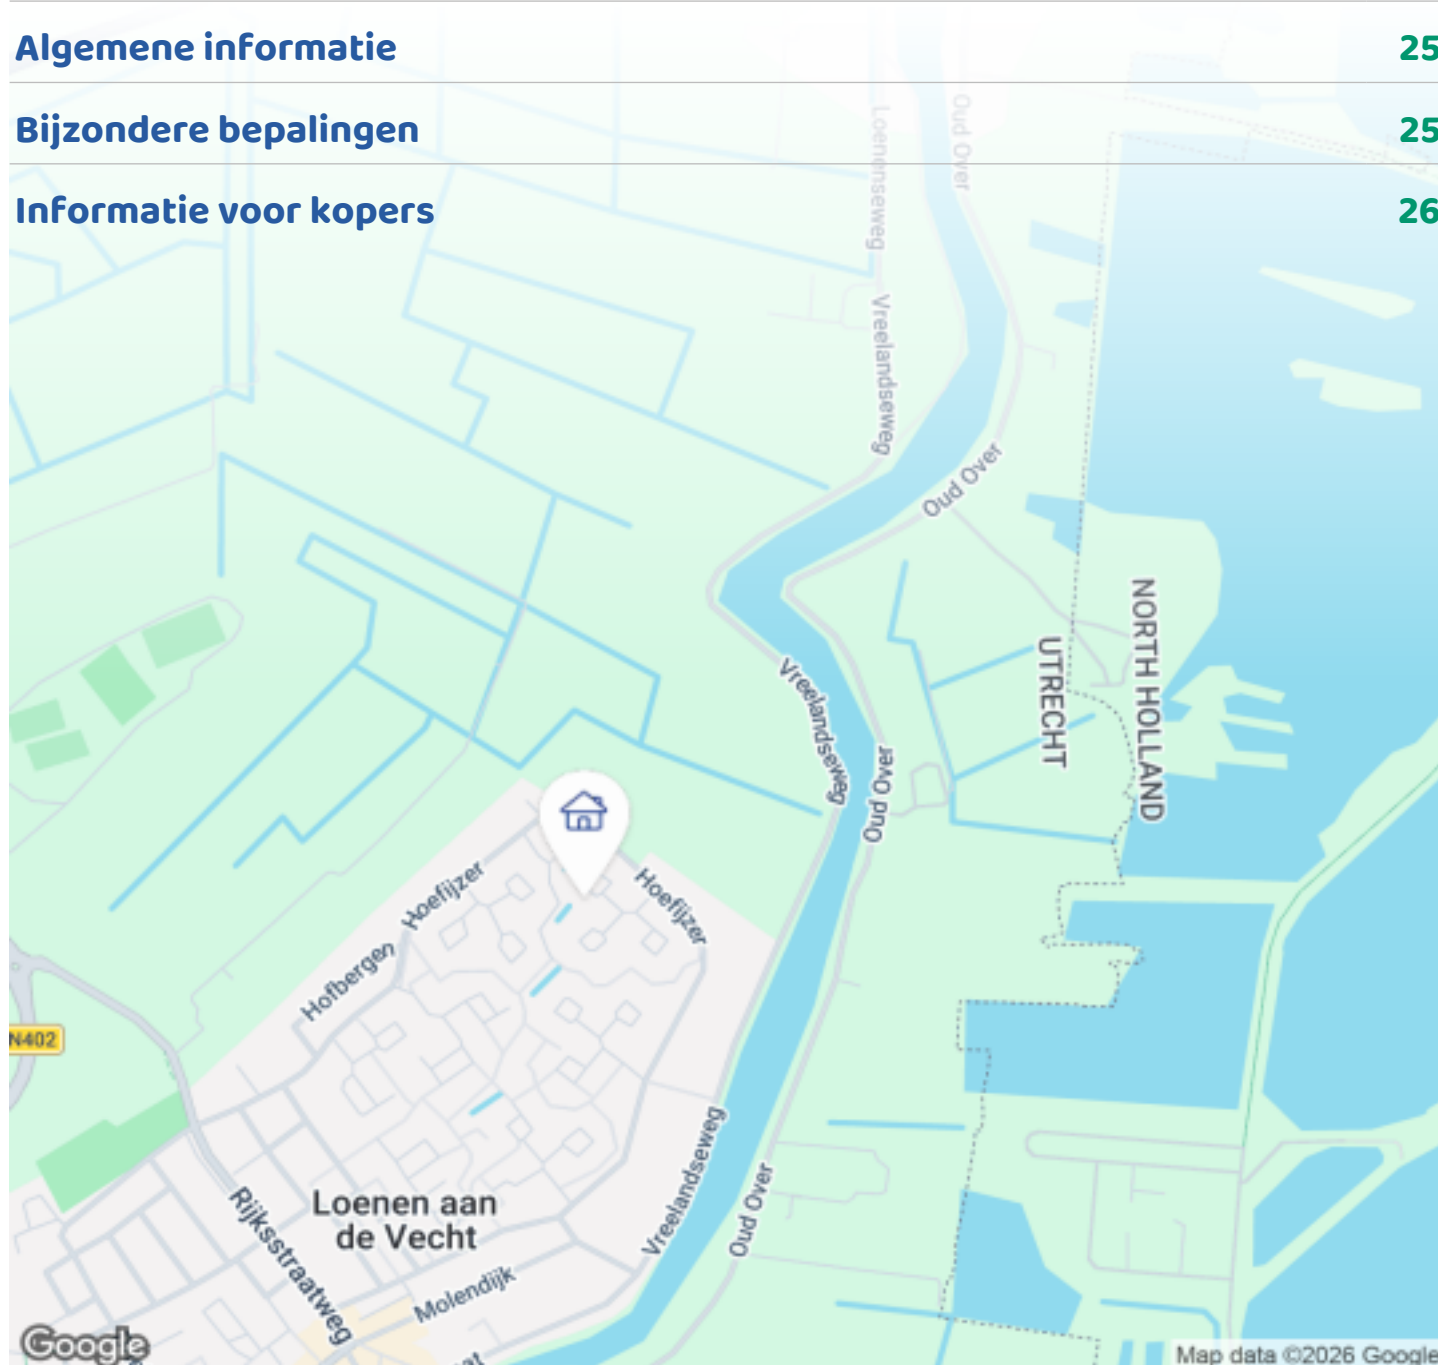 Algemene informatie 25
Bijzondere bepalingen 25
Informatie voor kopers 26
Loenenseweg
Oud Over
Vreelandseweg
Oud Over
NORTH HOLLAND
UTRECHT
Vreelandseweg
Oud Over
Hoefijzer
Hoefijzer
Hofbergen
N402
Loenen aan
de Vecht
Rijksstraatweg
Vreelandseweg
Oud Over
Molendijk
Google
Map data ©2026 Google